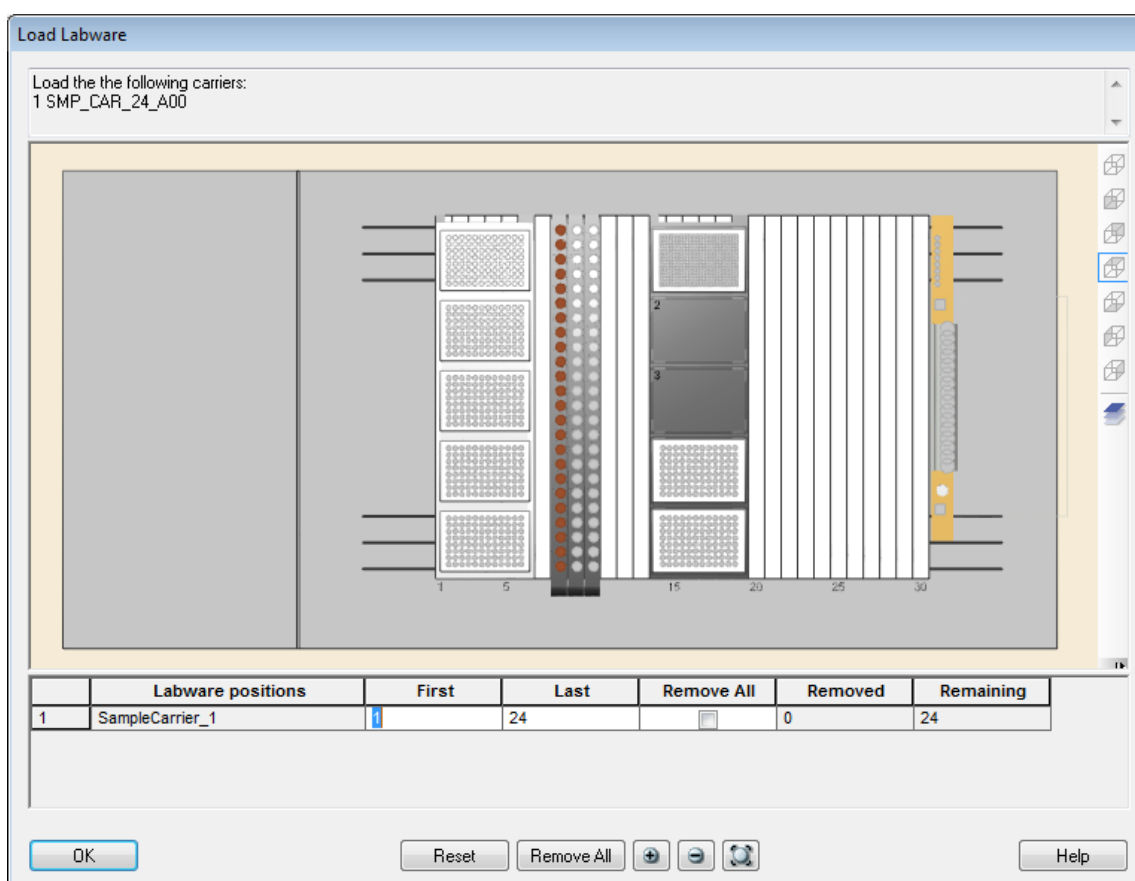 Load Labware
Load the the following carriers:
1 SMP_CAR_24_A00
2
3
1 5 15 20 25 30
Labware positions First Last Remove All Removed Remaining
1 SampleCarrier_1 1 24 0 24
OK Reset Remove All Help